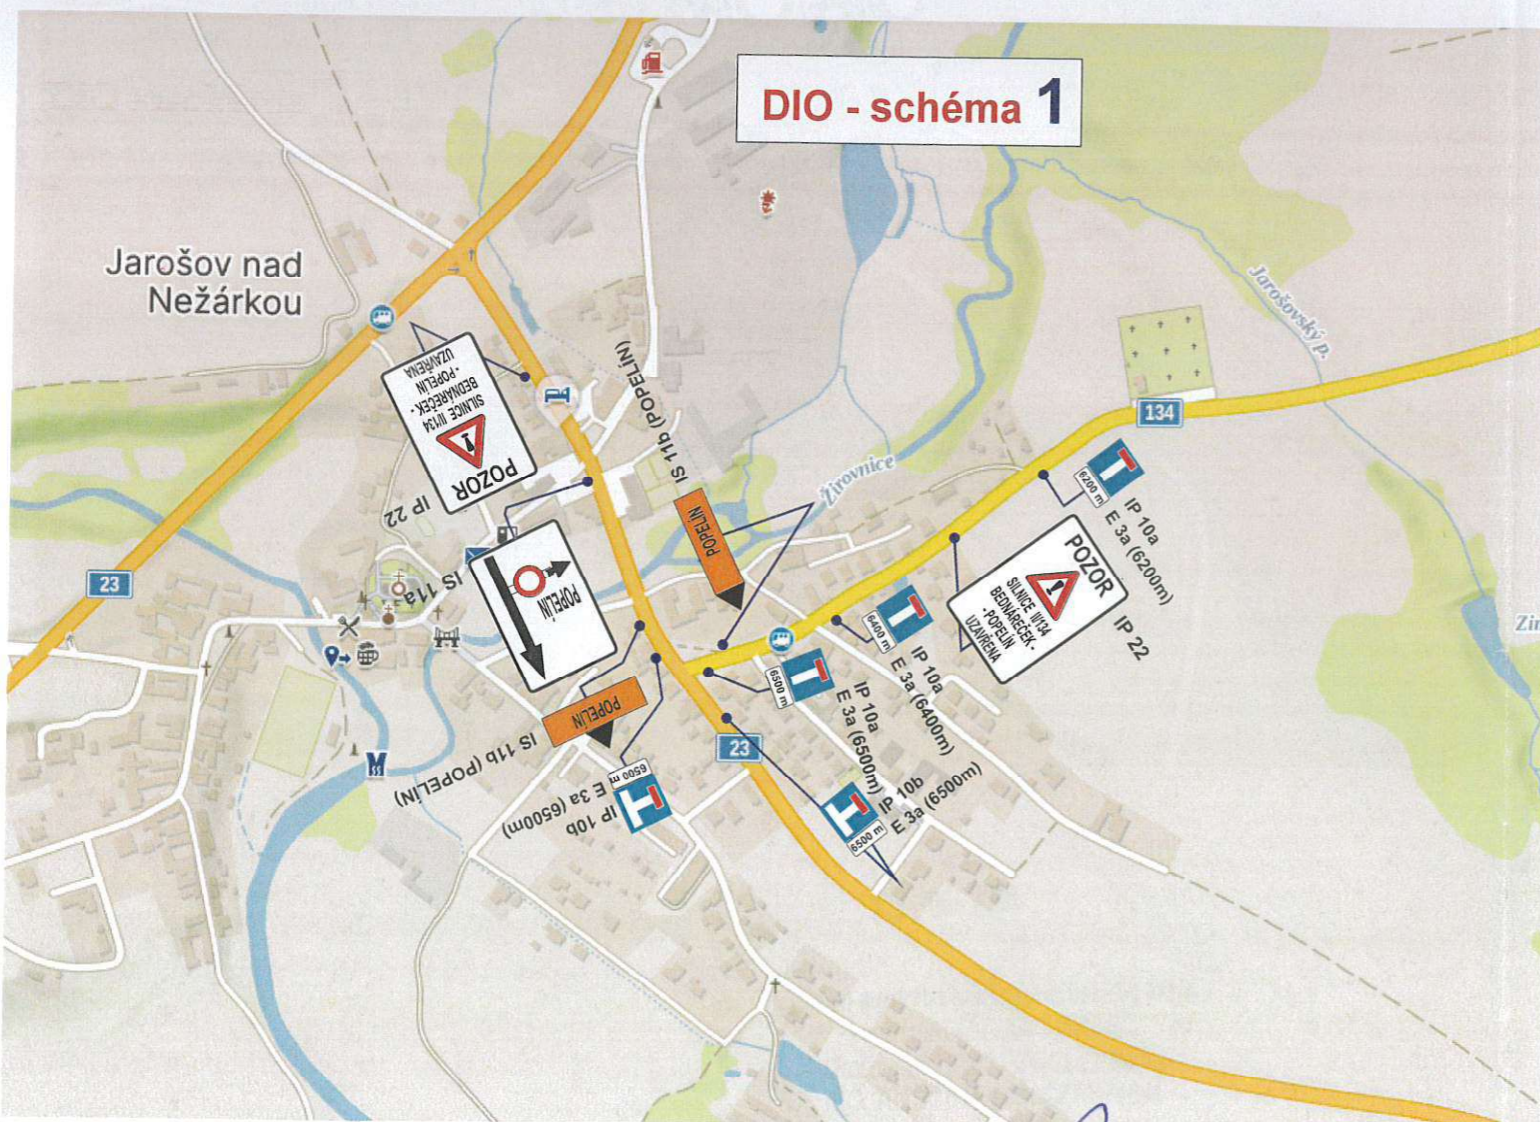 DIO - schéma 1
Jarošov nad
Nežárkou
Jarošovský p.
134
Žirovnice
23
23
POZOR
SILNICE II/134
BEDNÁREČEK -
- POPELÍN
UZAVŘENA
IP 22
IS 11b (POPELÍN)
POPELÍN
IS 11a
POPELÍN
POPELÍN
IS 11b (POPELÍN)
6500 m
IP 10b
E 3a (6500m)
6200 m
IP 10a
E 3a (6200m)
POZOR
SILNICE II/134
BEDNÁREČEK -
- POPELÍN
UZAVŘENA
IP 22
6400 m
IP 10a
E 3a (6400m)
6500 m
IP 10a
E 3a (6500m)
6500 m
IP 10b
E 3a (6500m)